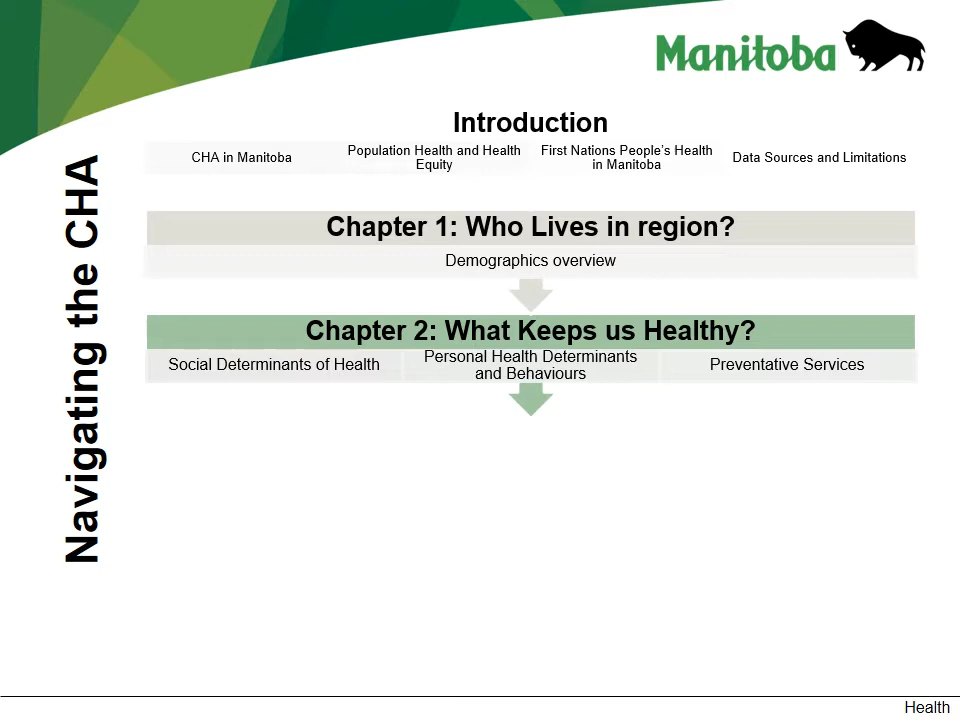 Manitoba
Navigating the CHA
Introduction
CHA in Manitoba
Population Health and Health
Equity
First Nations People's Health
in Manitoba
Data Sources and Limitations
Chapter 1: Who Lives in region?
Demographics overview
Chapter 2: What Keeps us Healthy?
Social Determinants of Health
Personal Health Determinants
and Behaviours
Preventative Services
Health